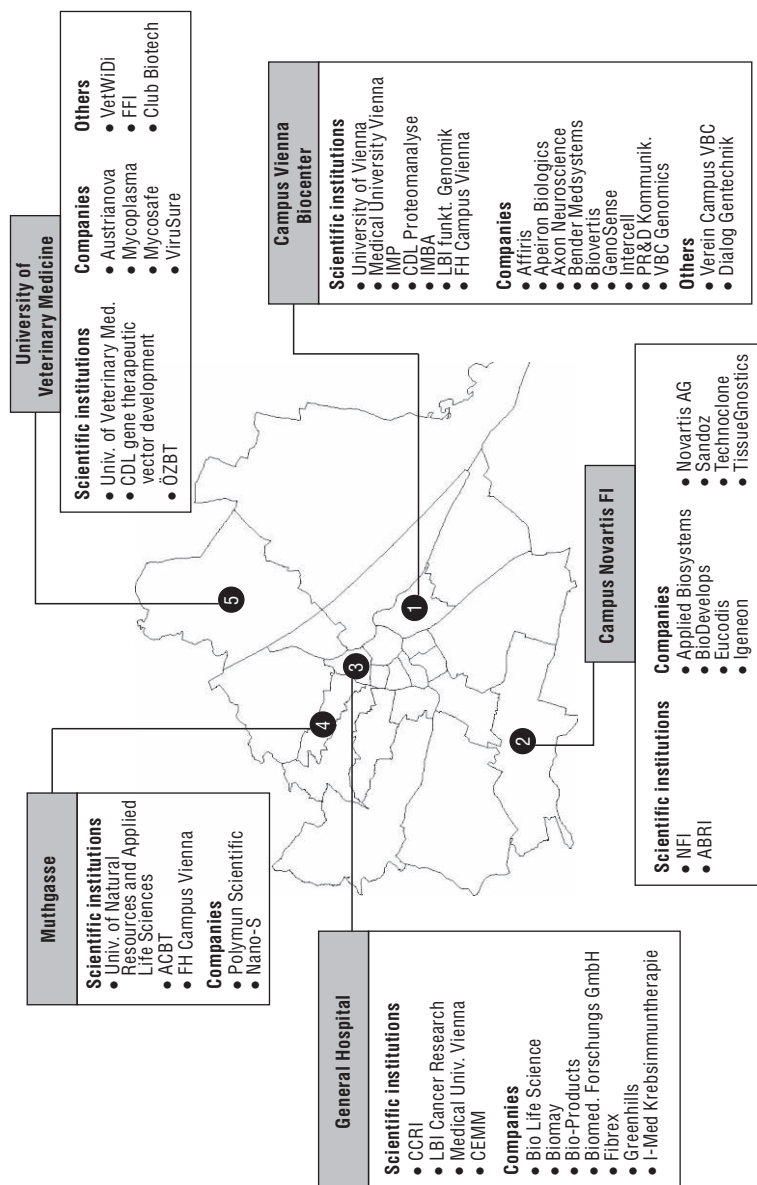 Muthgasse
Scientific institutions
• Univ. of Natural
Resources and Applied
Life Sciences
• ACBT
• FH Campus Vienna
Companies
• Polymun Scientific
• Nano-S
University of
Veterinary Medicine
Scientific institutions
• Univ. of Veterinary Med.
• CDL gene therapeutic
vector development
• ÖZBT
Companies
• Austrianova
• Mycoplasma
• Mycosafe
• ViruSure
Others
• VetWiDi
• FFI
• Club Biotech
General Hospital
Scientific institutions
• CCRI
• LBI Cancer Research
• Medical Univ. Vienna
• CEMM
Companies
• Bio Life Science
• Biomay
• Bio-Products
• Biomed. Forschungs GmbH
• Fibrex
• Greenhills
• I-Med Krebsimmuntherapie
4
5
3
1
2
Campus Vienna
Biocenter
Scientific institutions
• University of Vienna
• Medical University Vienna
• IMP
• CDL Proteomanalyse
• IMBA
• LBI funkt. Genomik
• FH Campus Vienna
Companies
• Affiris
• Apeiron Biologics
• Axon Neuroscience
• Bender Medsystems
• Biovertis
• GenoSense
• Intercell
• PR&D Kommunik.
• VBC Genomics
Others
• Verein Campus VBC
• Dialog Gentechnik
Campus Novartis FI
Scientific institutions
• NFI
• ABRI
Companies
• Applied Biosystems
• BioDevelops
• Eucodis
• Igeneon
• Novartis AG
• Sandoz
• Technoclone
• TissueGnostics